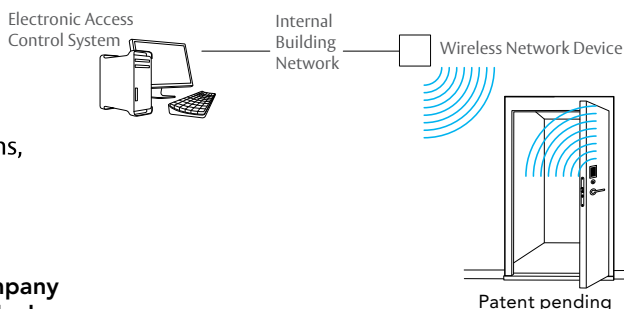 Electronic Access
Control System
Internal
Building
Network
Wireless Network Device
Patent pending